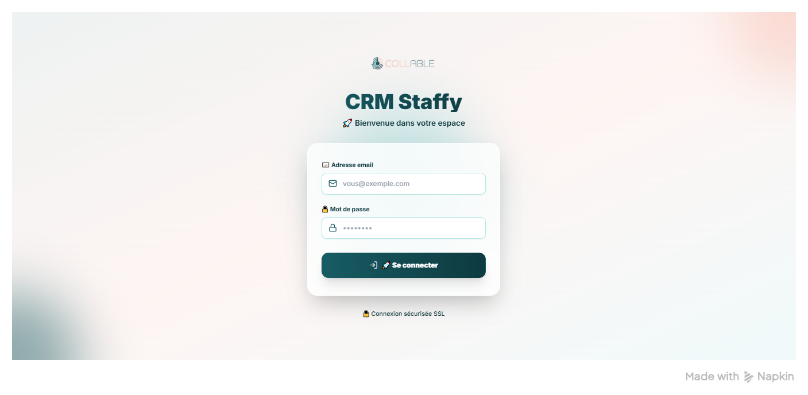 COLLABLE
CRM Staffy
🚀 Bienvenue dans votre espace
📧 Adresse email
vous@exemple.com
🔒 Mot de passe
••••••••
🚀 Se connecter
🔒 Connexion sécurisée SSL
Made with Napkin